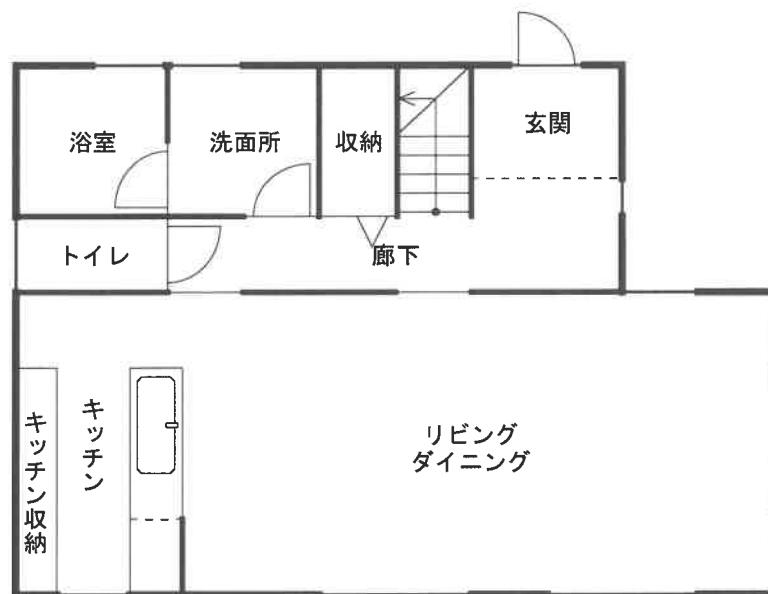 玄関
浴室
洗面所
収納
トイレ
廊下
キッチン収納
キッチン
リビング
ダイニング